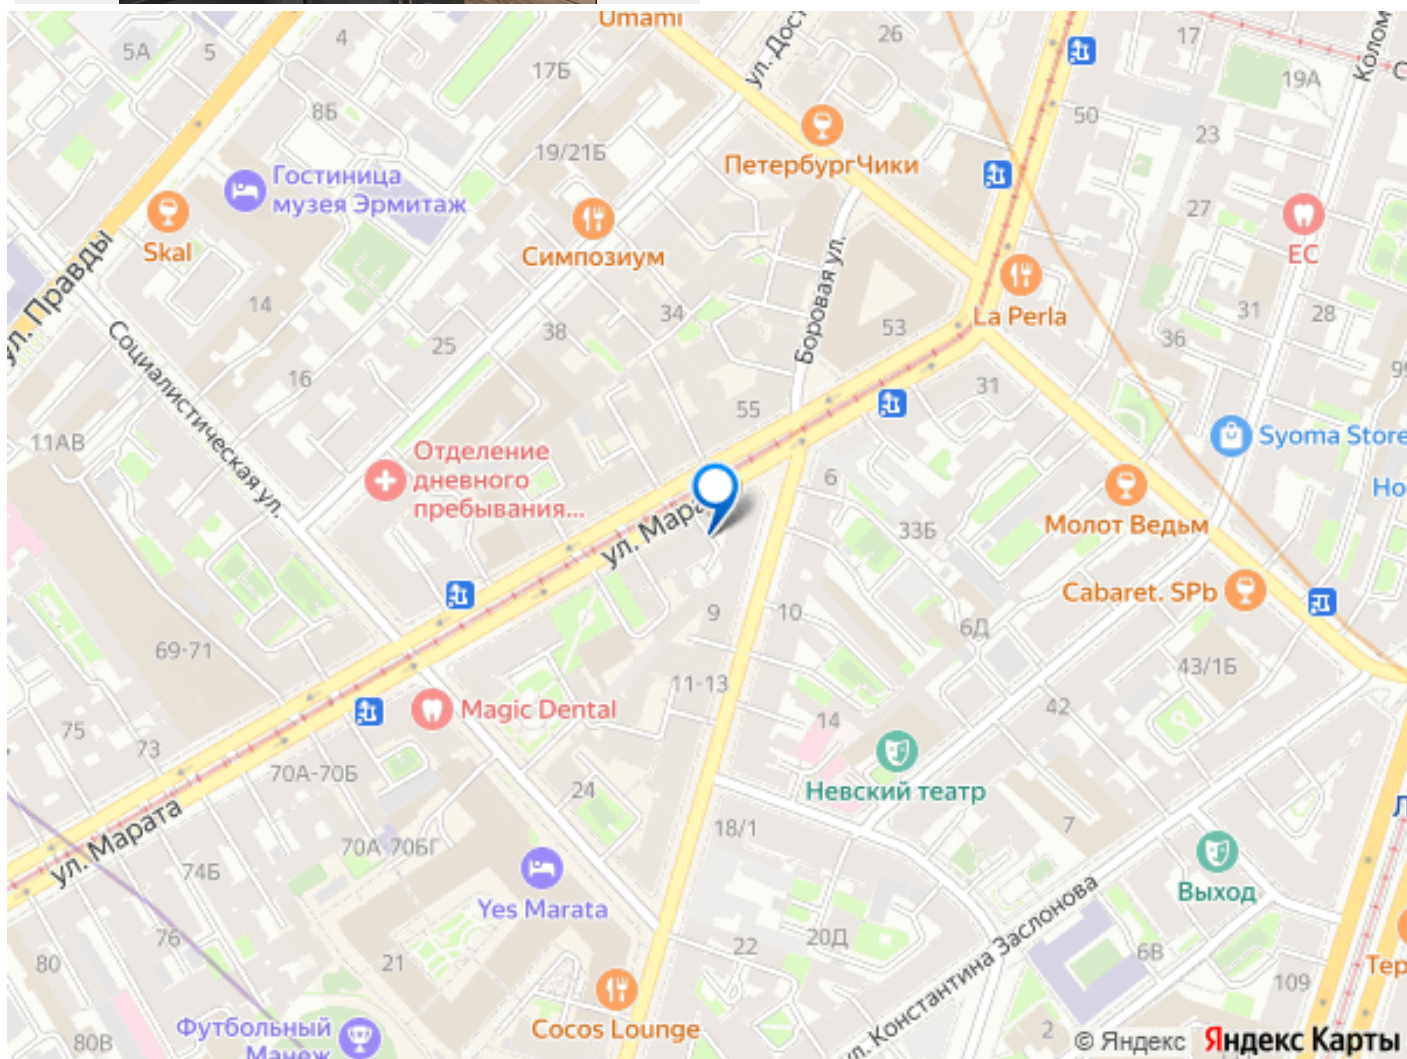 Umami
ул. Дос
26
17
5А
5
4
17Б
19А
Колом
С
8Б
50
23
19/21Б
ПетербургЧики
Гостиница
музея Эрмитаж
27
Skal
Симпозиум
ЕС
ул. Правды
Боровая ул.
La Perla
14
34
53
31
28
38
25
36
Социалистическая ул.
16
31
99
55
11АВ
Syoma Store
Отделение
дневного
пребывания...
6
Но
Молот Ведьм
ул. Мара
33Б
Cabaret. SPb
9
10
6Д
69-71
43/1Б
11-13
Magic Dental
42
75
73
14
70А-70Б
Невский театр
24
Л
18/1
7
ул. Марата
70А 70БГ
74Б
Выход
Yes Marata
ул. Константина Заслонова
76
22
20Д
80
21
6В
Тер
109
Cocos Lounge
Футбольный
Манеж
80В
2
© Яндекс Яндекс Карты